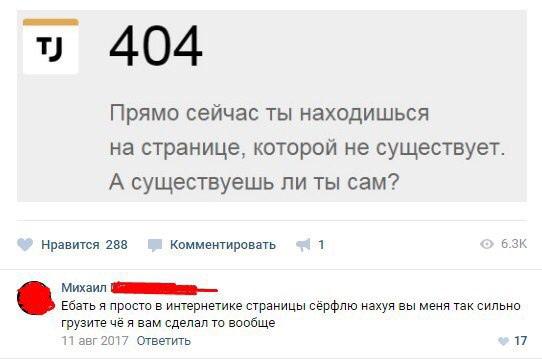 TJ
404
Прямо сейчас ты находишься
на странице, которой не существует.
А существуешь ли ты сам?
Нравится 288 Комментировать 1 6.3K
Михаил
Ебать я просто в интернетике страницы сёрфлю нахуя вы меня так сильно
грузите чё я вам сделал то вообще
11 авг 2017 Ответить 17